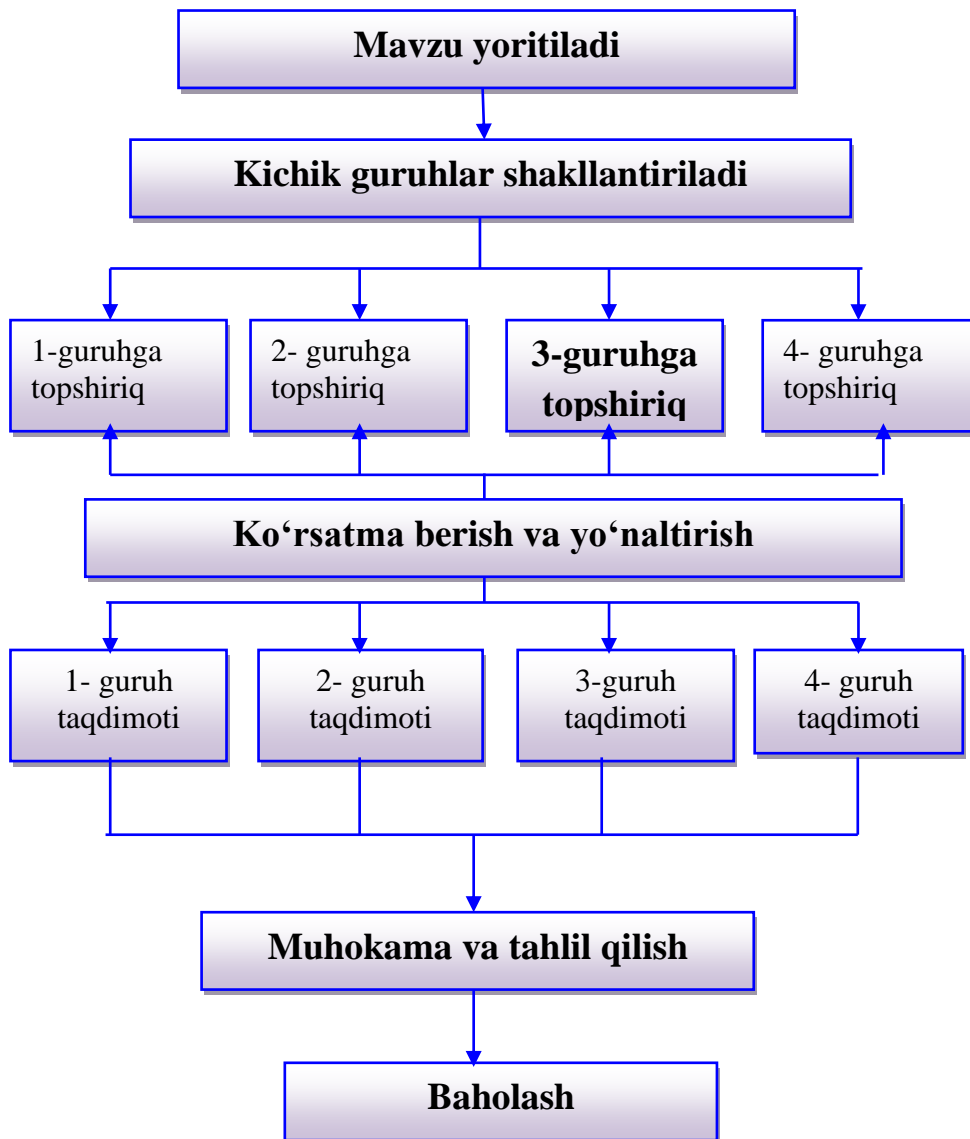 Mavzu yoritiladi
Kichik guruhlar shakllantiriladi
1-guruhga
topshiriq
2- guruhga
topshiriq
3-guruhga
topshiriq
4- guruhga
topshiriq
Ko‘rsatma berish va yo‘naltirish
1- guruh
taqdimoti
2- guruh
taqdimoti
3-guruh
taqdimoti
4- guruh
taqdimoti
Muhokama va tahlil qilish
Baholash